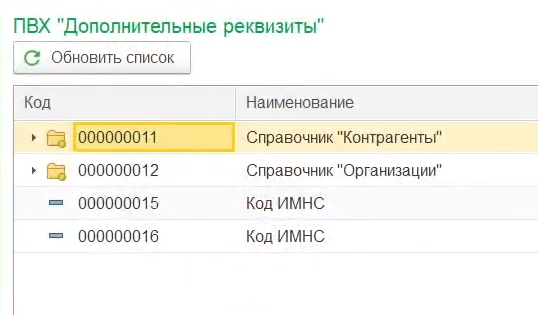 ПВХ "Дополнительные реквизиты"
Обновить список
Код Наименование
000000011 Справочник "Контрагенты"
000000012 Справочник "Организации"
000000015 Код ИМНС
000000016 Код ИМНС